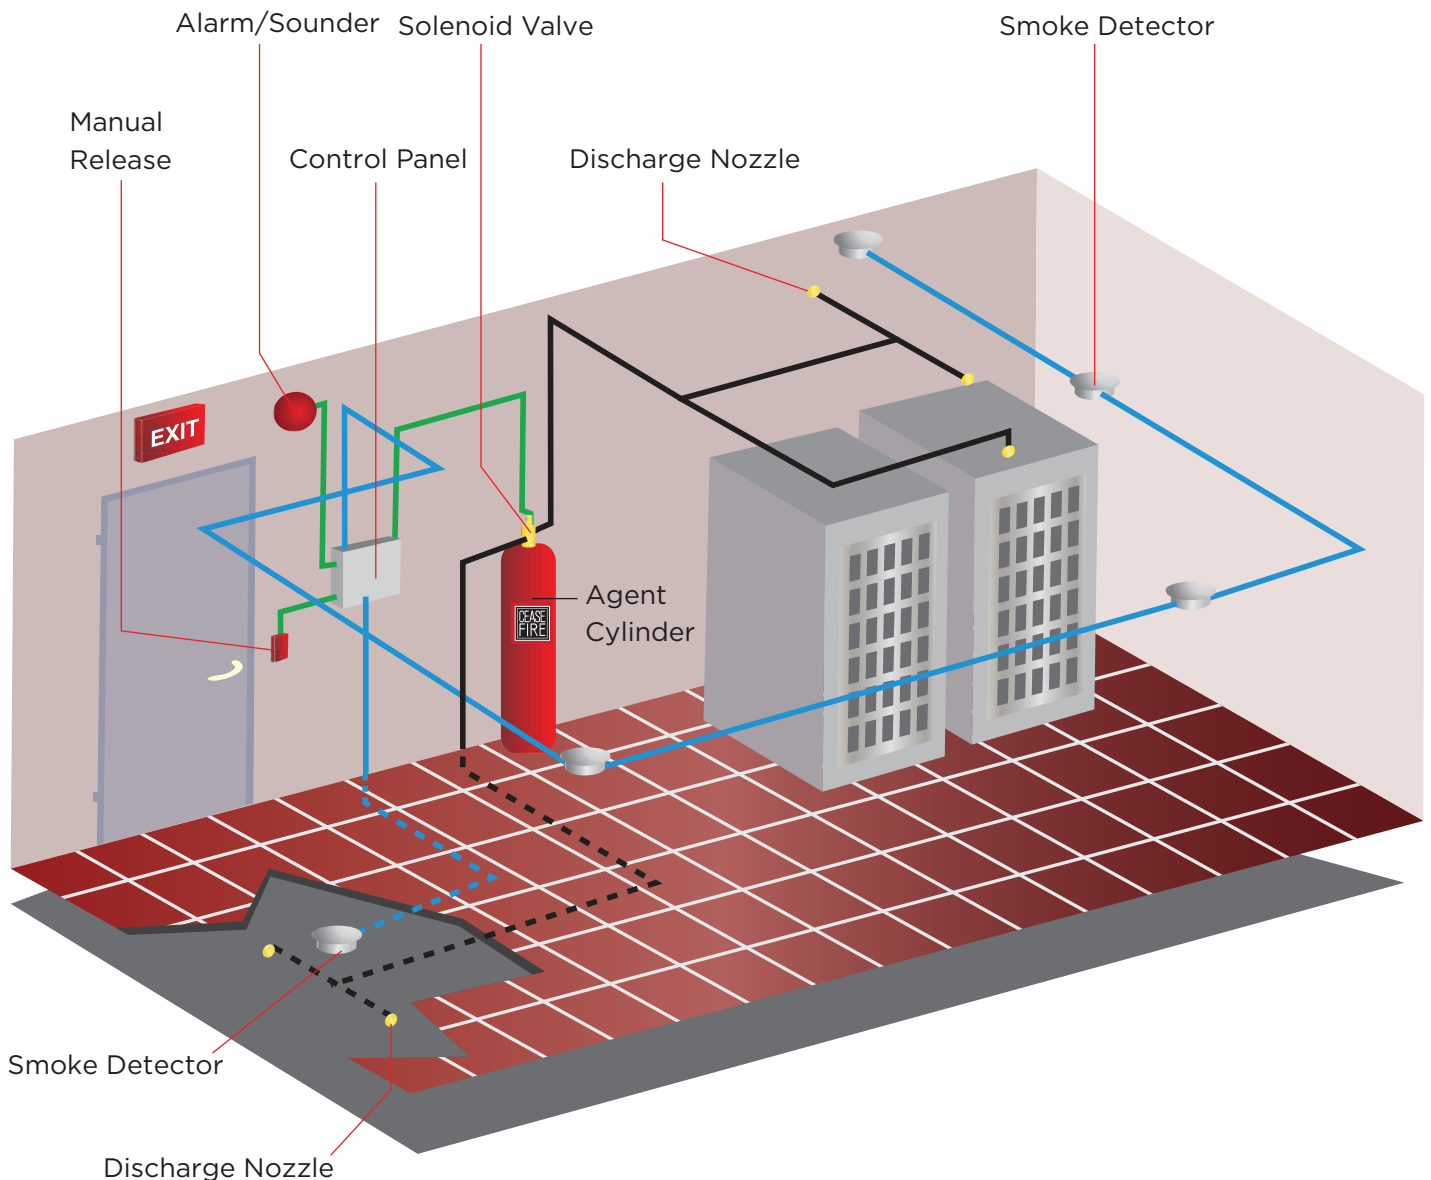 Alarm/Sounder
Solenoid Valve
Smoke Detector
Manual
Release
Control Panel
Discharge Nozzle
EXIT
Agent
Cylinder
CEASE
FIRE
Smoke Detector
Discharge Nozzle